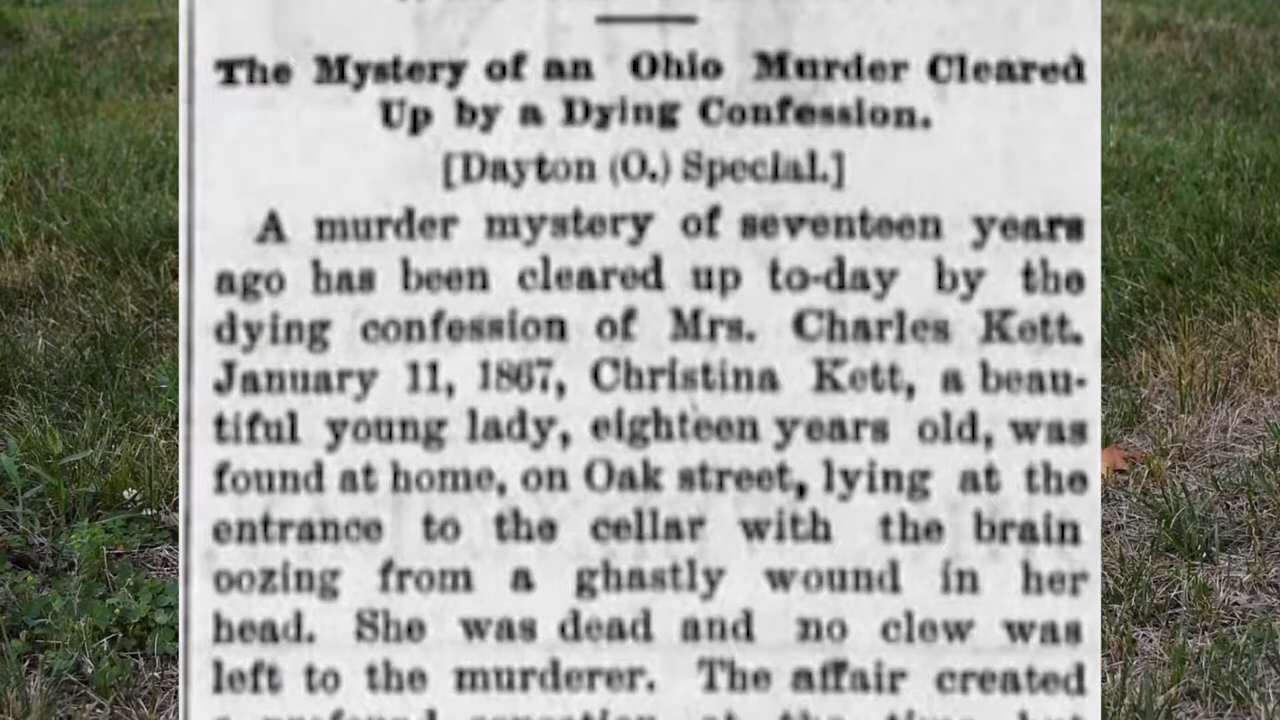 The Mystery of an Ohio Murder Cleared
Up by a Dying Confession.
[Dayton (O.) Special.]
A murder mystery of seventeen years
ago has been cleared up to-day by the
dying confession of Mrs. Charles Kett.
January 11, 1867, Christina Kett, a beau-
tiful young lady, eighteen years old, was
found at home, on Oak street, lying at the
entrance to the cellar with the brain
oozing from a ghastly wound in her
head. She was dead and no clew was
left to the murderer. The affair created